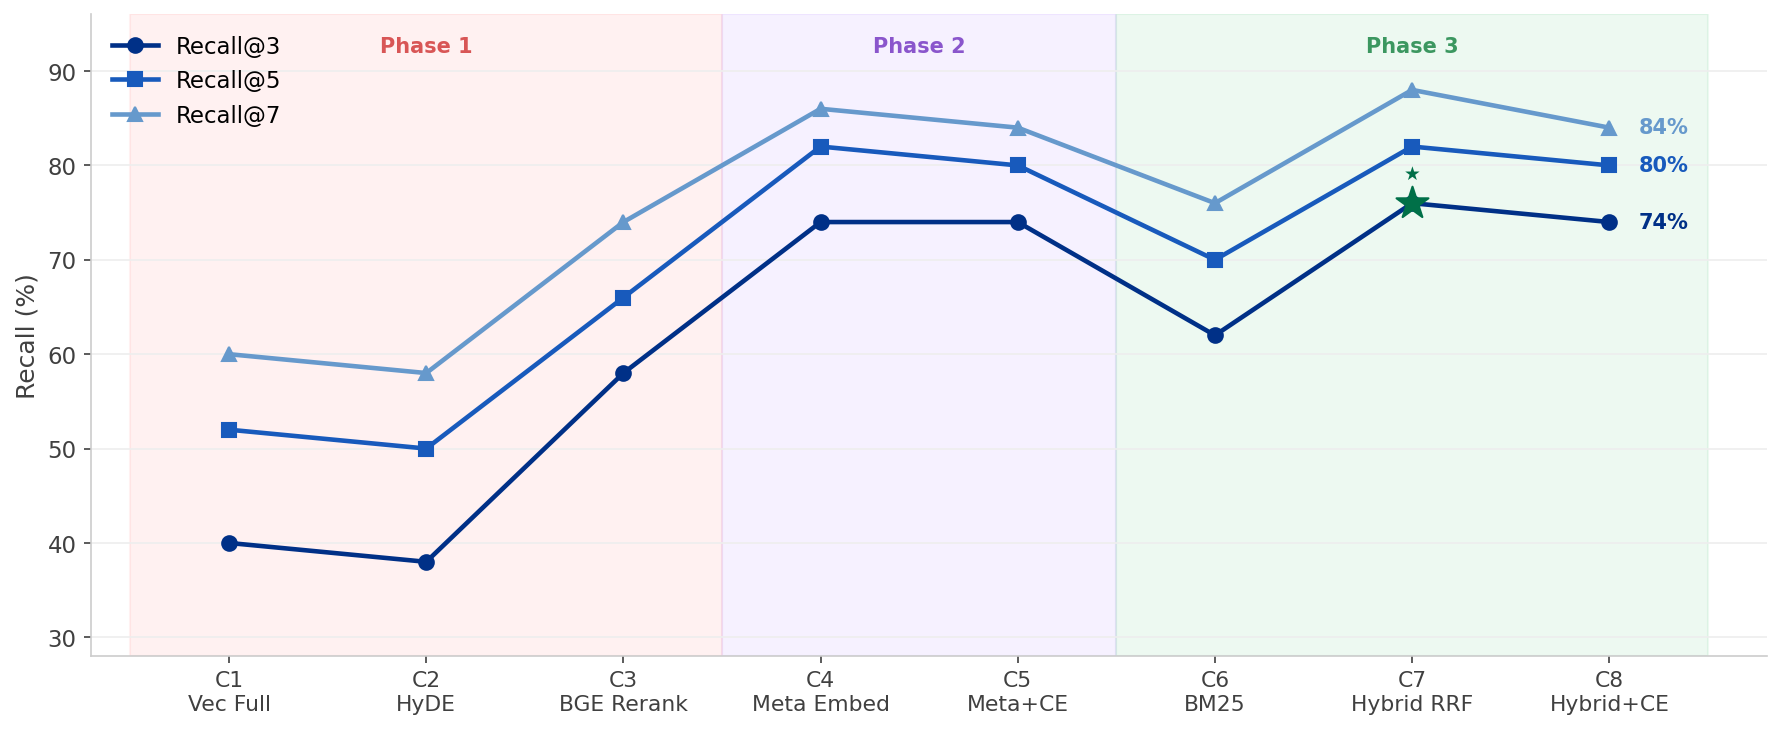 Recall@3
Recall@5
Recall@7
Phase 1
Phase 2
Phase 3
90
80
70
60
50
40
30
Recall (%)
84%
80%
74%
C1
Vec Full
C2
HyDE
C3
BGE Rerank
C4
Meta Embed
C5
Meta+CE
C6
BM25
C7
Hybrid RRF
C8
Hybrid+CE